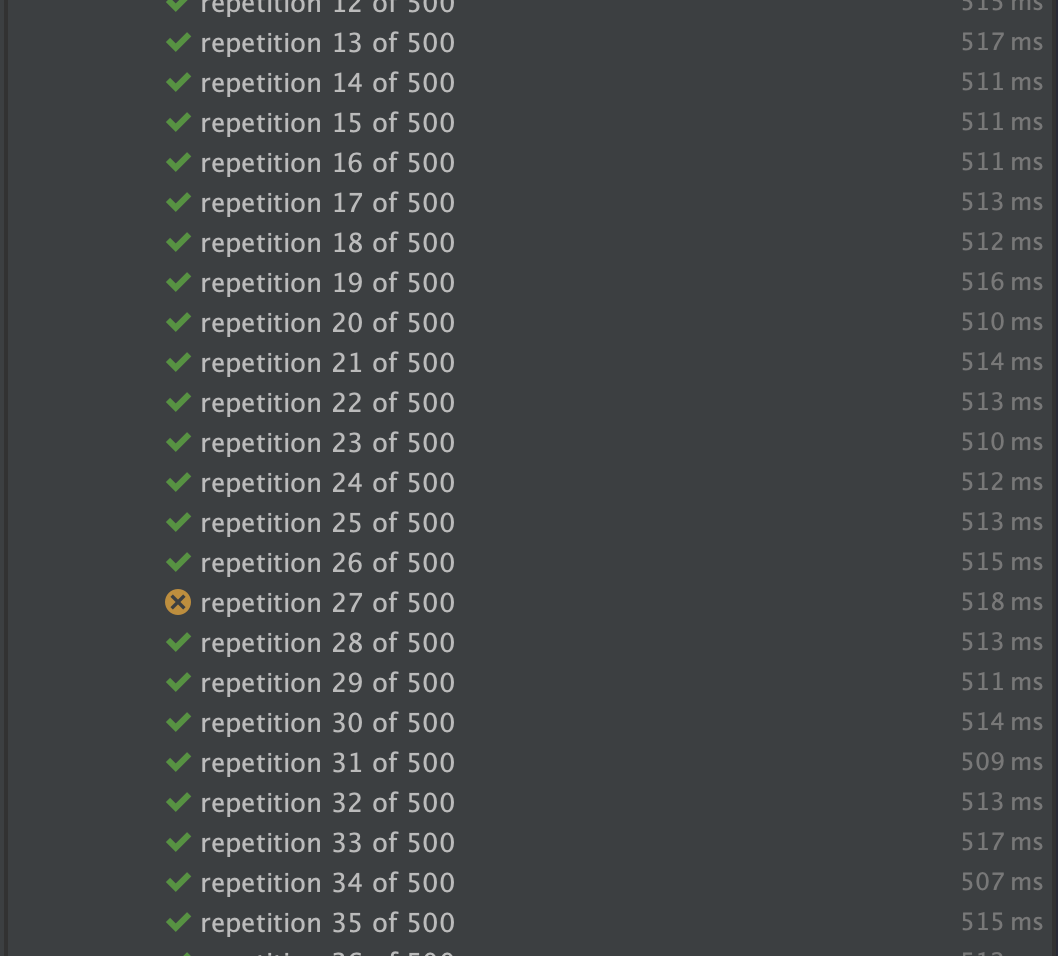 repetition 12 of 500 515 ms
repetition 13 of 500 517 ms
repetition 14 of 500 511 ms
repetition 15 of 500 511 ms
repetition 16 of 500 511 ms
repetition 17 of 500 513 ms
repetition 18 of 500 512 ms
repetition 19 of 500 516 ms
repetition 20 of 500 510 ms
repetition 21 of 500 514 ms
repetition 22 of 500 513 ms
repetition 23 of 500 510 ms
repetition 24 of 500 512 ms
repetition 25 of 500 513 ms
repetition 26 of 500 515 ms
repetition 27 of 500 518 ms
repetition 28 of 500 513 ms
repetition 29 of 500 511 ms
repetition 30 of 500 514 ms
repetition 31 of 500 509 ms
repetition 32 of 500 513 ms
repetition 33 of 500 517 ms
repetition 34 of 500 507 ms
repetition 35 of 500 515 ms